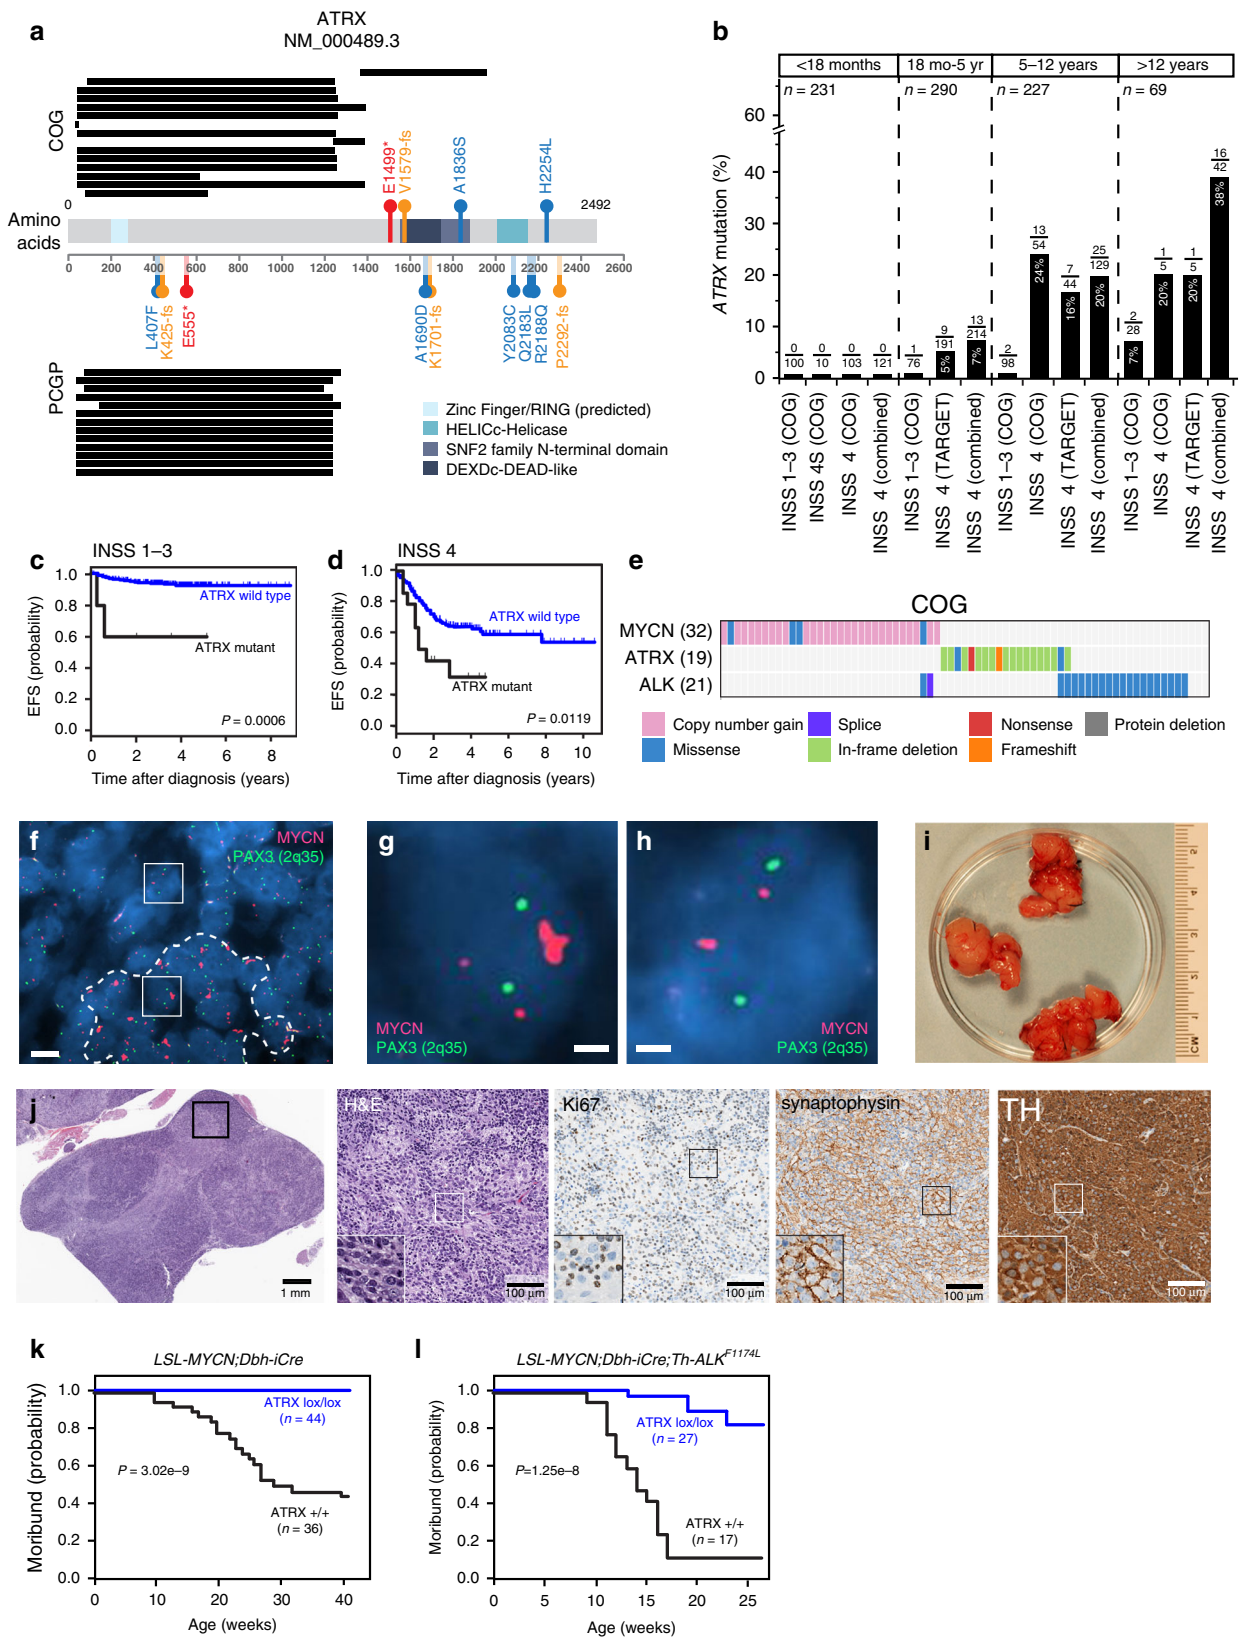 a
ATRX
NM_000489.3
COG
E1499*
V1579-fs
A1836S
H2254L
0
2492
Amino
acids
0 200 400 600 800 1000 1200 1400 1600 1800 2000 2200 2400 2600
L407F
K425-fs
E555*
A1690D
K1701-fs
Y2083C
Q2183L
R2188Q
P2292-fs
PCGP
Zinc Finger/RING (predicted)
HELICc-Helicase
SNF2 family N-terminal domain
DEXDc-DEAD-like
b
<18 months 18 mo-5 yr 5–12 years >12 years
n = 231 n = 290 n = 227 n = 69
ATRX mutation (%)
60
40
30
20
10
0
0/100
0/10
0/103
0/121
1/76
9/191
5%
13/214
7%
2/98
13/54
24%
7/44
16%
25/129
20%
2/28
7%
1/5
20%
1/5
20%
16/42
38%
INSS 1–3 (COG)
INSS 4S (COG)
INSS 4 (COG)
INSS 4 (combined)
INSS 1–3 (COG)
INSS 4 (TARGET)
INSS 4 (combined)
INSS 1–3 (COG)
INSS 4 (COG)
INSS 4 (TARGET)
INSS 4 (combined)
INSS 1–3 (COG)
INSS 4 (COG)
INSS 4 (TARGET)
INSS 4 (combined)
c
INSS 1–3
EFS (probability)
1.0
0.8
0.6
0.4
0.2
0.0
ATRX wild type
ATRX mutant
P = 0.0006
0 2 4 6 8
Time after diagnosis (years)
d
INSS 4
EFS (probability)
1.0
0.8
0.6
0.4
0.2
0.0
ATRX wild type
ATRX mutant
P = 0.0119
0 2 4 6 8 10
Time after diagnosis (years)
e
COG
MYCN (32)
ATRX (19)
ALK (21)
Copy number gain Splice Nonsense Protein deletion
Missense In-frame deletion Frameshift
f
MYCN
PAX3 (2q35)
g
MYCN
PAX3 (2q35)
h
MYCN
PAX3 (2q35)
i
5
4
3
2
1
CM
j
1 mm
H&E
100 µm
Ki67
100 µm
synaptophysin
100 µm
TH
100 µm
k
LSL-MYCN;Dbh-iCre
Moribund (probability)
1.0
0.8
0.6
0.4
0.2
0.0
ATRX lox/lox
(n = 44)
P = 3.02e–9
ATRX +/+
(n = 36)
0 10 20 30 40
Age (weeks)
l
LSL-MYCN;Dbh-iCre;Th-ALKF1174L
Moribund (probability)
1.0
0.8
0.6
0.4
0.2
0.0
ATRX lox/lox
(n = 27)
P=1.25e–8
ATRX +/+
(n = 17)
0 5 10 15 20 25
Age (weeks)